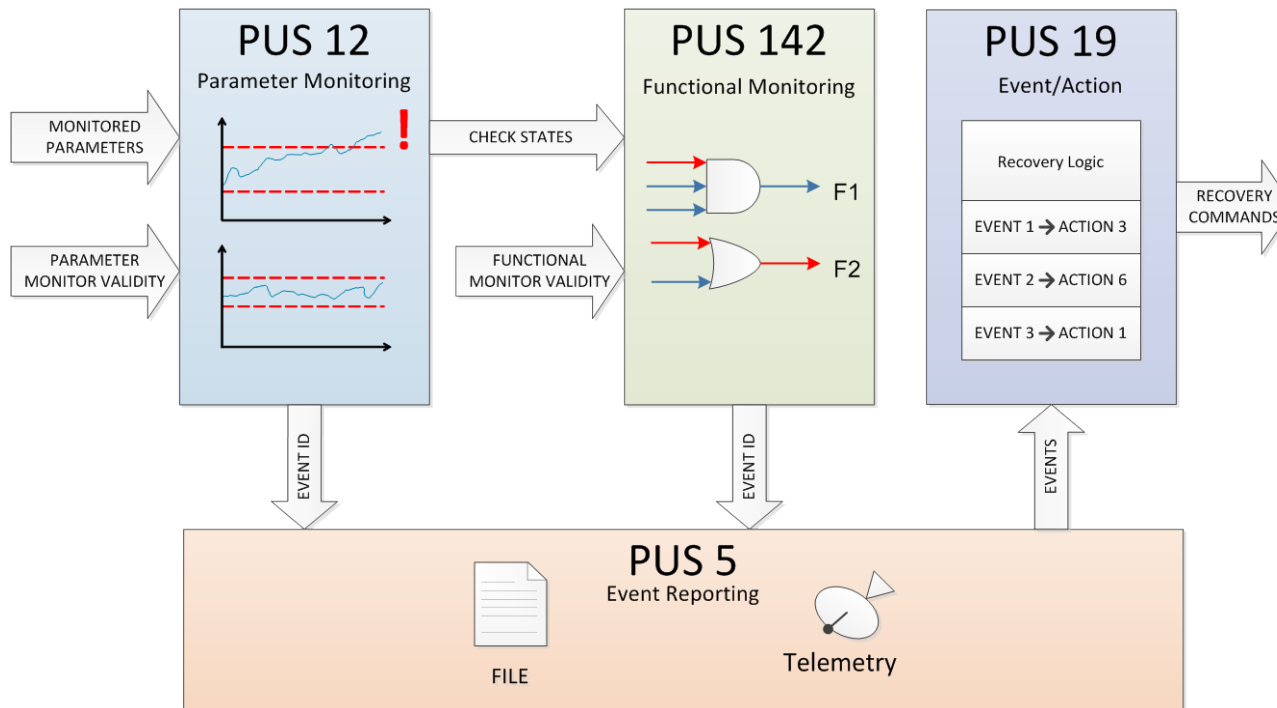 PUS 12
Parameter Monitoring
!
MONITORED
PARAMETERS
PARAMETER
MONITOR VALIDITY
CHECK STATES
PUS 142
Functional Monitoring
F1
F2
FUNCTIONAL
MONITOR VALIDITY
PUS 19
Event/Action
Recovery Logic
EVENT 1 → ACTION 3
EVENT 2 → ACTION 6
EVENT 3 → ACTION 1
RECOVERY
COMMANDS
EVENT ID
EVENT ID
EVENTS
PUS 5
Event Reporting
FILE
Telemetry